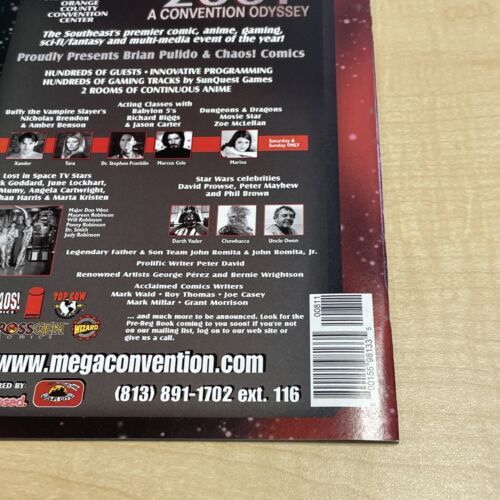 ORANGE
COUNTY
CONVENTION
CENTER
2001
A CONVENTION ODYSSEY
The Southeast's premier comic, anime, gaming,
sci-fi/fantasy and multi-media event of the year!
Proudly Presents Brian Pulido & Chaos! Comics
HUNDREDS OF GUESTS • INNOVATIVE PROGRAMMING
HUNDREDS OF GAMING TRACKS by SunQuest Games
2 ROOMS OF CONTINUOUS ANIME
Buffy the Vampire Slayer's
Nicholas Brendon
& Amber Benson
Acting Classes with
Babylon 5's
Richard Biggs
& Jason Carter
Dungeons & Dragons
Movie Star
Zoe McLellan
Saturday &
Sunday ONLY
Xander
Tara
Dr. Stephen Franklin
Marcus Cole
Marina
Lost in Space TV Stars
Goddard, June Lockhart,
Mumy, Angela Cartwright,
Harris & Marta Kristen
Major Don West
Maureen Robinson
Will Robinson
Penny Robinson
Dr. Smith
Judy Robinson
Star Wars celebrities
David Prowse, Peter Mayhew
and Phil Brown
Darth Vader
Chewbacca
Uncle Owen
Legendary Father & Son Team John Romita & John Romita, Jr.
Prolific Writer Peter David
Renowned Artists George Pérez and Bernie Wrightson
Acclaimed Comics Writers
Mark Waid • Roy Thomas • Joe Casey
Mark Millar • Grant Morrison
... and much more to be announced. Look for the
Pre-Reg Book coming to you soon! If you're not
on our mailing list, log on to our web site or
give us a call.
TOP COW
WIZARD
www.megaconvention.com
(813) 891-1702 ext. 116
00811